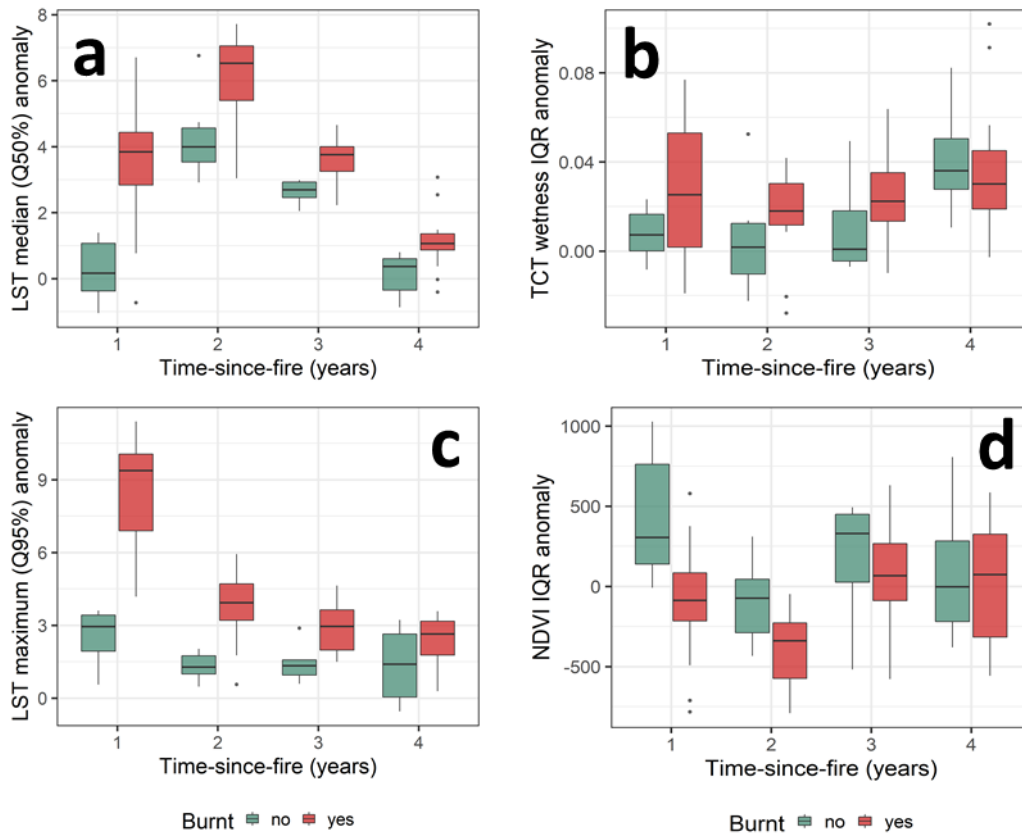 a
LST median (Q50%) anomaly
8
6
4
2
0
1 2 3 4
Time-since-fire (years)
b
TCT wetness IQR anomaly
0.08
0.04
0.00
1 2 3 4
Time-since-fire (years)
c
LST maximum (Q95%) anomaly
9
6
3
0
1 2 3 4
Time-since-fire (years)
d
NDVI IQR anomaly
1000
500
0
-500
1 2 3 4
Time-since-fire (years)
Burnt no yes
Burnt no yes